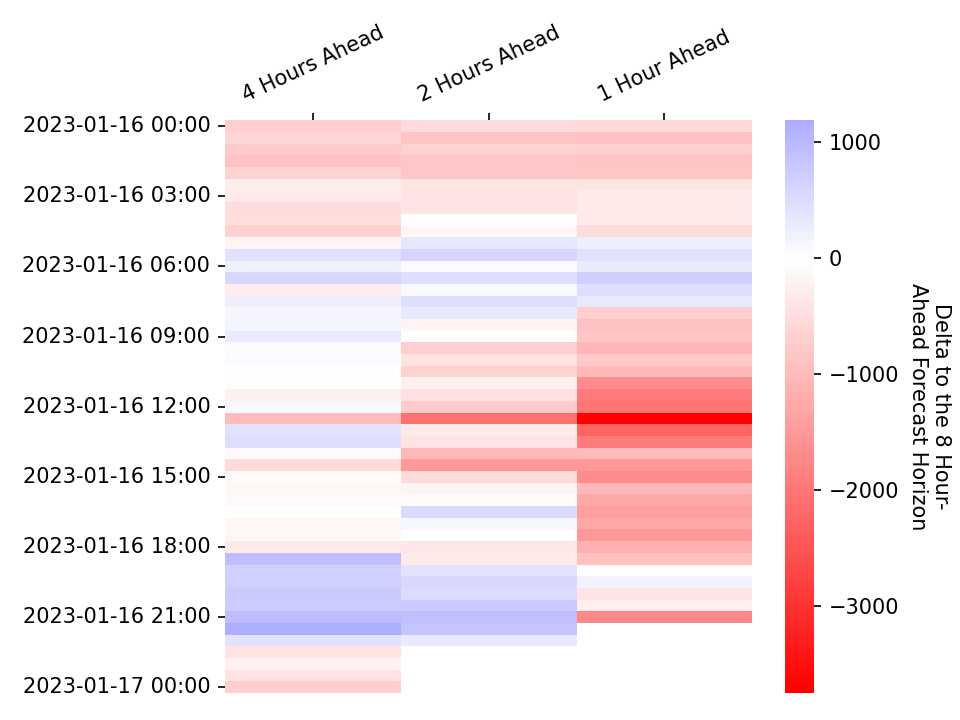 4 Hours Ahead
2 Hours Ahead
1 Hour Ahead
2023-01-16 00:00
2023-01-16 03:00
2023-01-16 06:00
2023-01-16 09:00
2023-01-16 12:00
2023-01-16 15:00
2023-01-16 18:00
2023-01-16 21:00
2023-01-17 00:00
1000
0
−1000
−2000
−3000
Delta to the 8 Hour-
Ahead Forecast Horizon